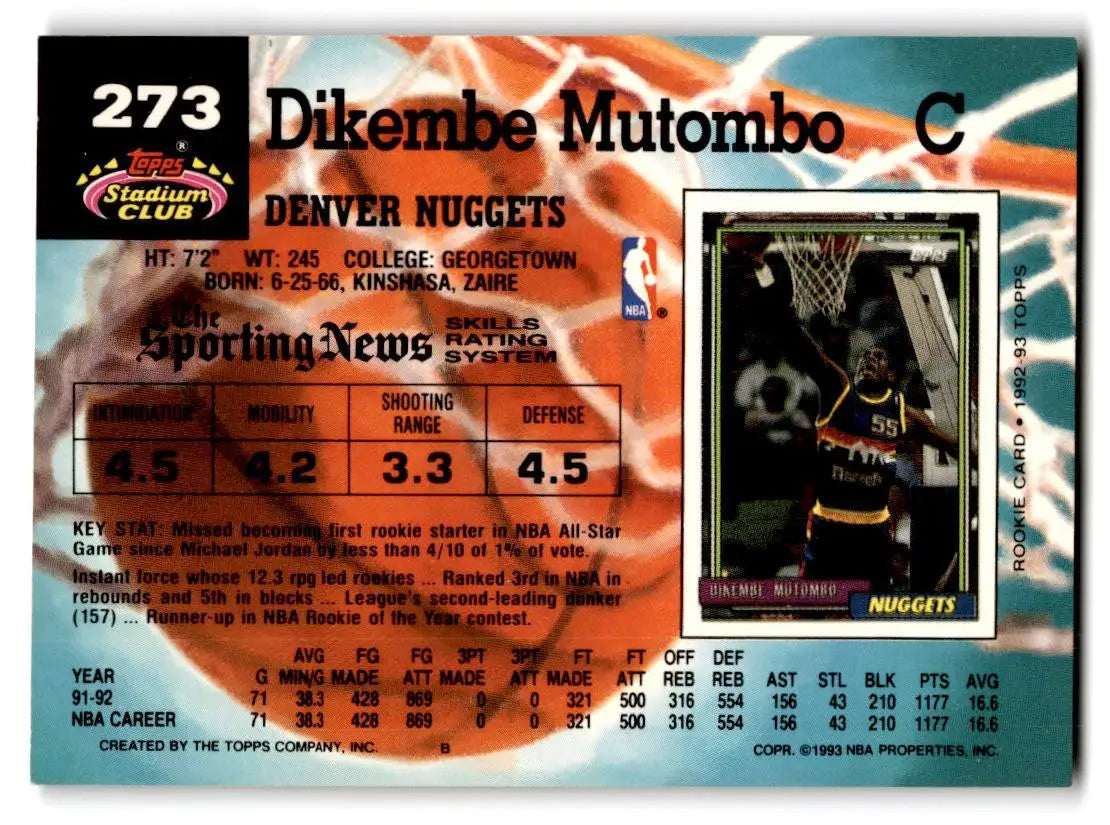 273
Dikembe Mutombo C
TOPPS ®
Stadium
CLUB
DENVER NUGGETS
HT: 7'2" WT: 245 COLLEGE: GEORGETOWN
BORN: 6-25-66, KINSHASA, ZAIRE
NBA ®
The
Sporting News
SKILLS
RATING
SYSTEM
INTIMIDATION MOBILITY SHOOTING RANGE DEFENSE
4.5 4.2 3.3 4.5
KEY STAT: Missed becoming first rookie starter in NBA All-Star
Game since Michael Jordan by less than 4/10 of 1% of vote.
Instant force whose 12.3 rpg led rookies ... Ranked 3rd in NBA in
rebounds and 5th in blocks ... League's second-leading dunker
(157) ... Runner-up in NBA Rookie of the Year contest.
TOPPS
55
Nuggets
DIKEMBE MUTOMBO
NUGGETS
ROOKIE CARD • 1992-93 TOPPS
AVG FG FG 3PT 3PT FT FT OFF DEF
YEAR G MIN/G MADE ATT MADE ATT MADE ATT REB REB AST STL BLK PTS AVG
91-92 71 38.3 428 869 0 0 321 500 316 554 156 43 210 1177 16.6
NBA CAREER 71 38.3 428 869 0 0 321 500 316 554 156 43 210 1177 16.6
CREATED BY THE TOPPS COMPANY, INC. B COPR. ©1993 NBA PROPERTIES, INC.